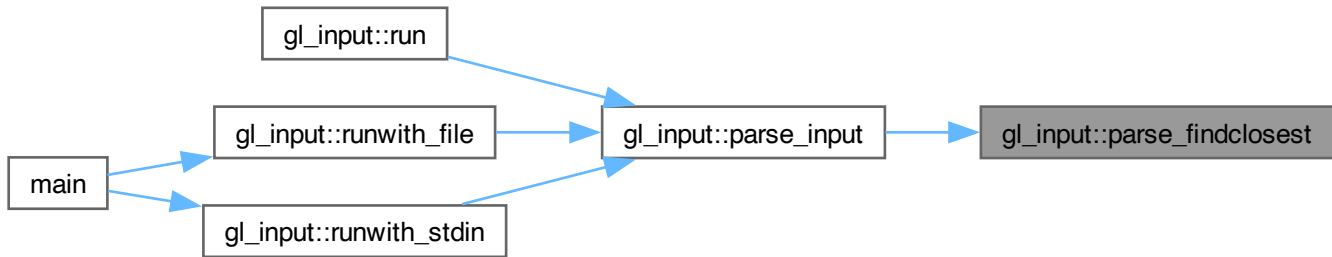 gl_input::run
gl_input::runwith_file
gl_input::parse_input
gl_input::parse_findclosest
main
gl_input::runwith_stdin